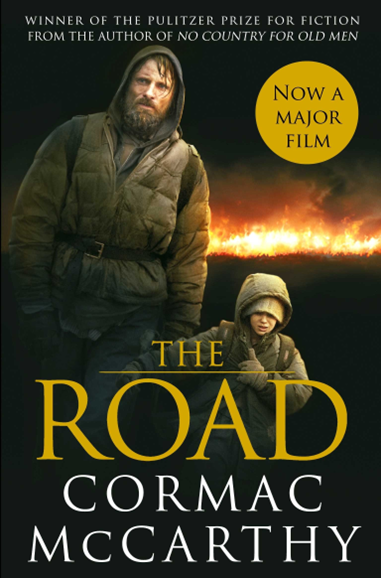 WINNER OF THE PULITZER PRIZE FOR FICTION
FROM THE AUTHOR OF NO COUNTRY FOR OLD MEN
NOW A
MAJOR
FILM
THE
ROAD
CORMAC
McCARTHY